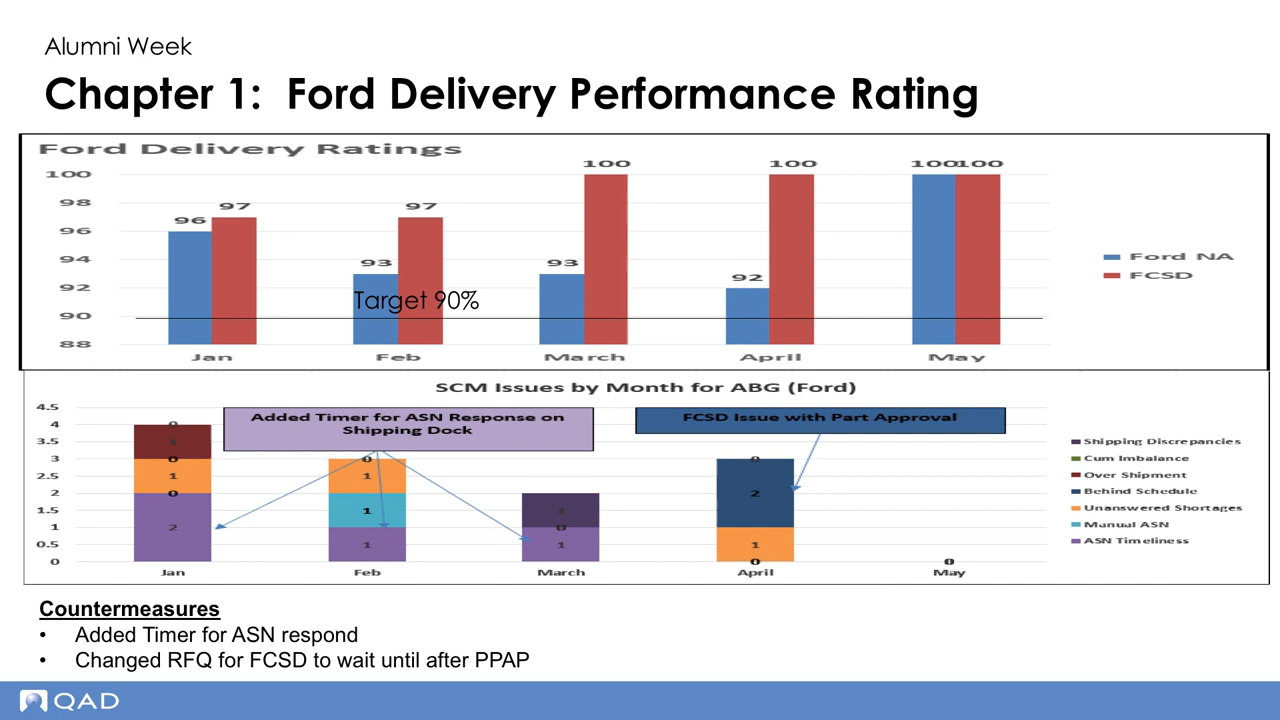 Alumni Week
Chapter 1:  Ford Delivery Performance Rating
Ford Delivery Ratings
100
98
96
94
92
90
88
96 97
93 97
93 100
92 100
100 100
Target 90%
Jan Feb March April May
Ford NA
FCSD
SCM Issues by Month for ABG (Ford)
4.5
4
3.5
3
2.5
2
1.5
1
0.5
0
Added Timer for ASN Response on
Shipping Dock
FCSD Issue with Part Approval
0
1
0
1
0
2
0
1
1
1
1
0
1
0
2
1
0
0
Jan Feb March April May
Shipping Discrepancies
Cum Imbalance
Over Shipment
Behind Schedule
Unanswered Shortages
Manual ASN
ASN Timeliness
Countermeasures
• Added Timer for ASN respond
• Changed RFQ for FCSD to wait until after PPAP
QAD